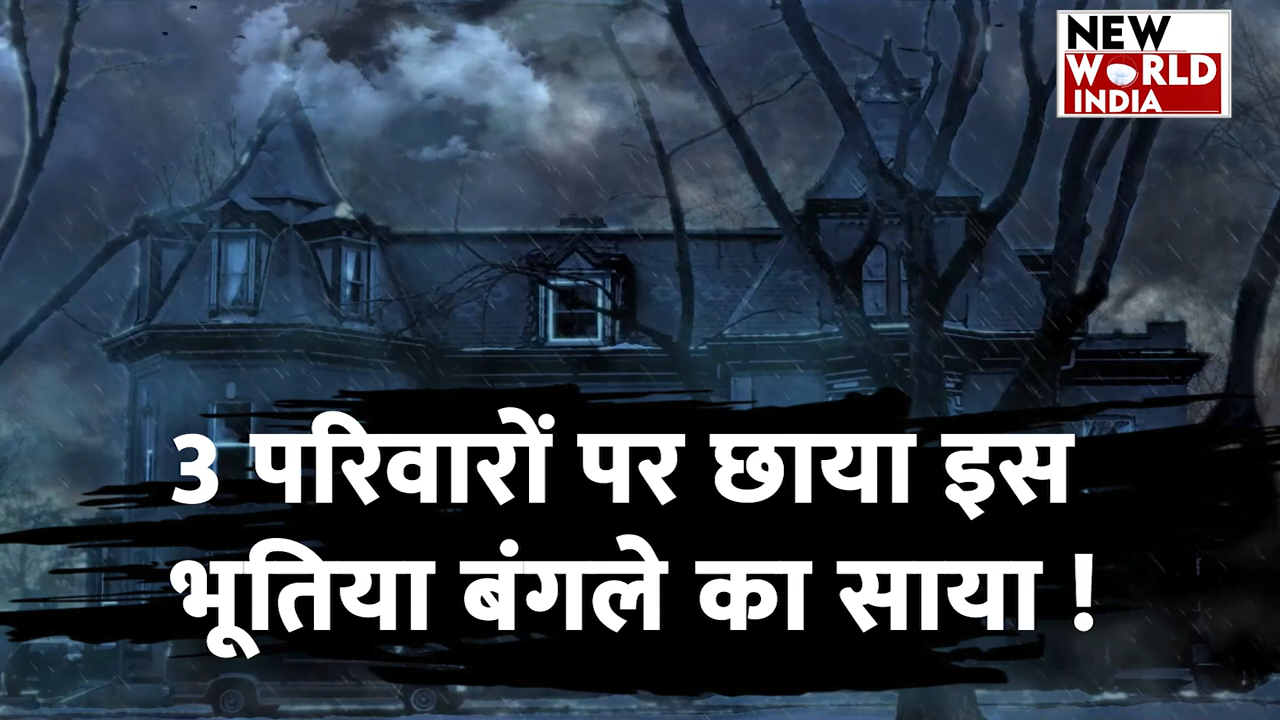 NEW
WORLD
INDIA
3 परिवारों पर छाया इस
भूतिया बंगले का साया !